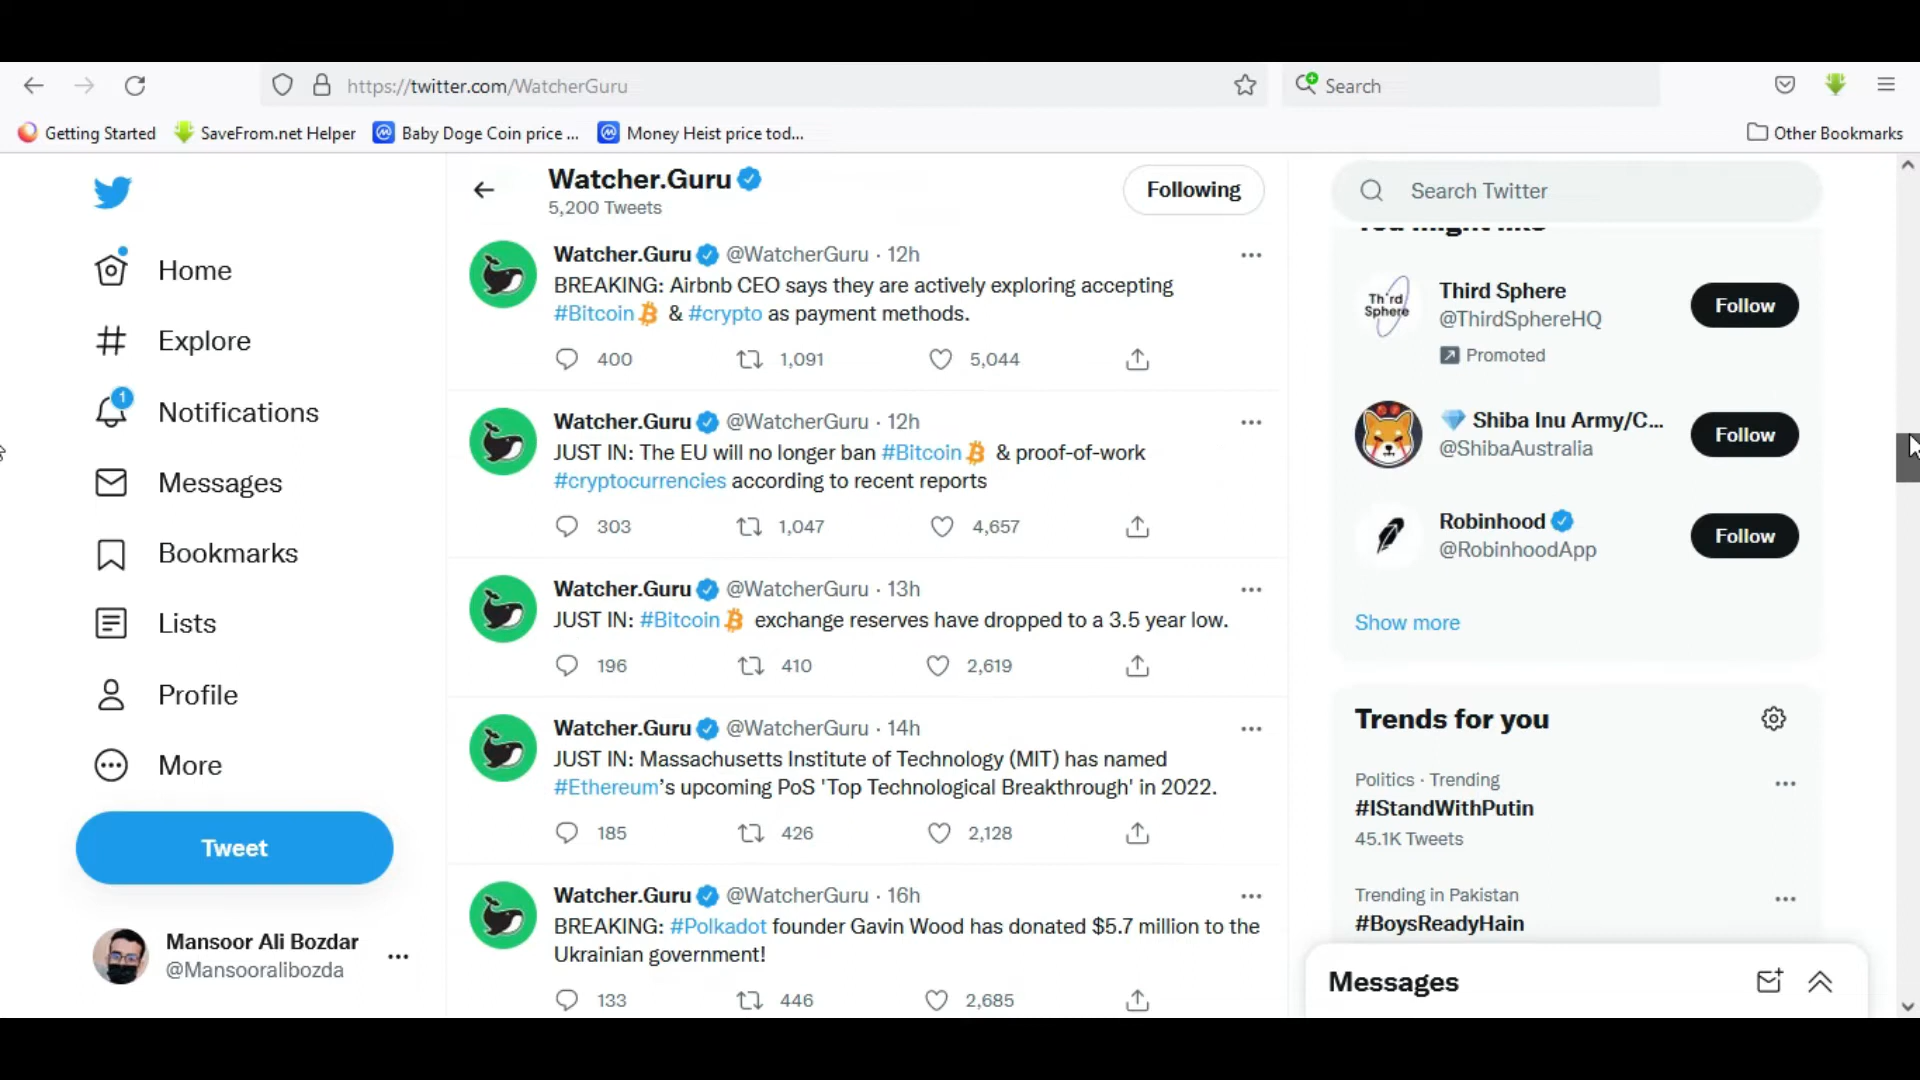 https://twitter.com/WatcherGuru
Search
Getting Started
SaveFrom.net Helper
Baby Doge Coin price ...
Money Heist price tod...
Other Bookmarks
Home
Explore
1
Notifications
Messages
Bookmarks
Lists
Profile
More
Tweet
Mansoor Ali Bozdar
@Mansooralibozda
Watcher.Guru
5,200 Tweets
Following
Watcher.Guru @WatcherGuru · 12h
BREAKING: Airbnb CEO says they are actively exploring accepting
#Bitcoin & #crypto as payment methods.
400 1,091 5,044
Watcher.Guru @WatcherGuru · 12h
JUST IN: The EU will no longer ban #Bitcoin & proof-of-work
#cryptocurrencies according to recent reports
303 1,047 4,657
Watcher.Guru @WatcherGuru · 13h
JUST IN: #Bitcoin exchange reserves have dropped to a 3.5 year low.
196 410 2,619
Watcher.Guru @WatcherGuru · 14h
JUST IN: Massachusetts Institute of Technology (MIT) has named
#Ethereum's upcoming PoS 'Top Technological Breakthrough' in 2022.
185 426 2,128
Watcher.Guru @WatcherGuru · 16h
BREAKING: #Polkadot founder Gavin Wood has donated $5.7 million to the
Ukrainian government!
133 446 2,685
Search Twitter
You might like
Th*rd
Sphere
Third Sphere
@ThirdSphereHQ
Promoted
Follow
Shiba Inu Army/C...
@ShibaAustralia
Follow
Robinhood
@RobinhoodApp
Follow
Show more
Trends for you
Politics · Trending
#IStandWithPutin
45.1K Tweets
Trending in Pakistan
#BoysReadyHain
Messages